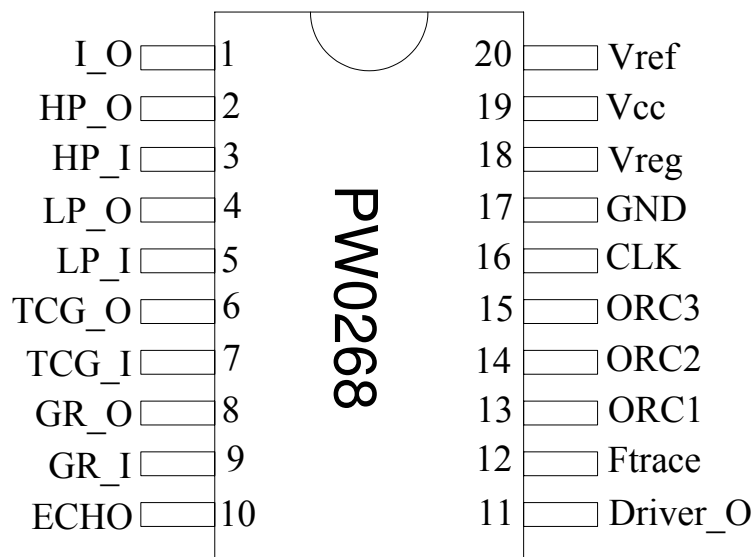 I_O 1 20 Vref
HP_O 2 19 Vcc
HP_I 3 18 Vreg
LP_O 4 17 GND
LP_I 5 16 CLK
TCG_O 6 15 ORC3
TCG_I 7 14 ORC2
GR_O 8 13 ORC1
GR_I 9 12 Ftrace
ECHO 10 11 Driver_O
PW0268